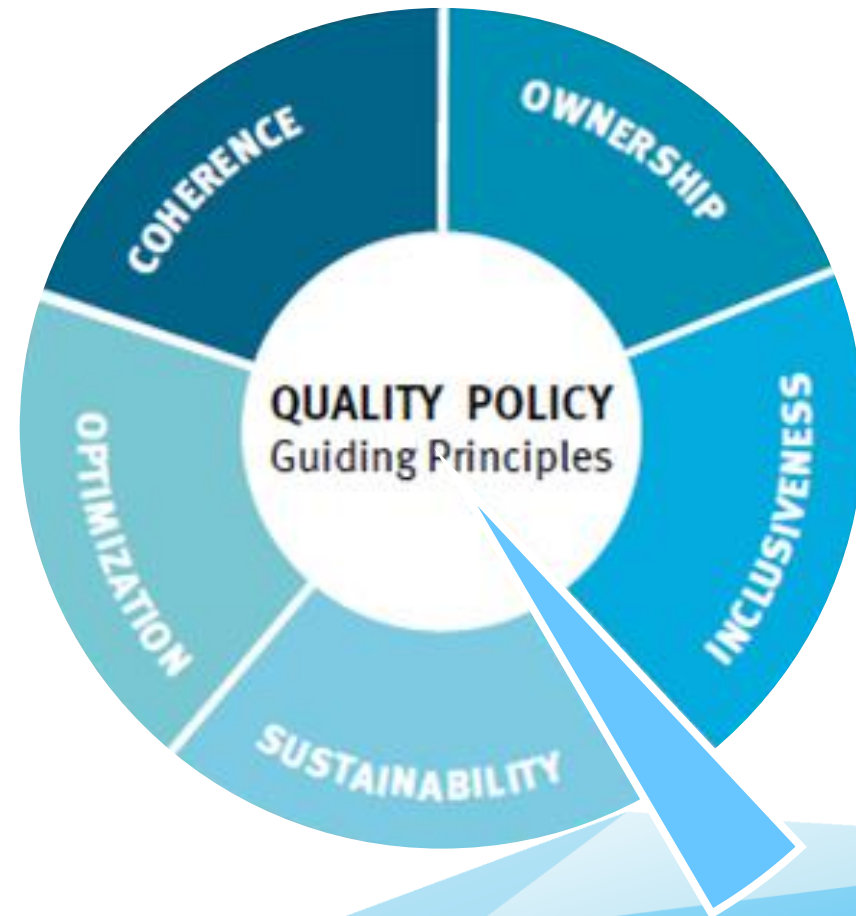 COHERENCE
OWNERSHIP
QUALITY POLICY
Guiding Principles
INCLUSIVENESS
OPTIMIZATION
SUSTAINABILITY